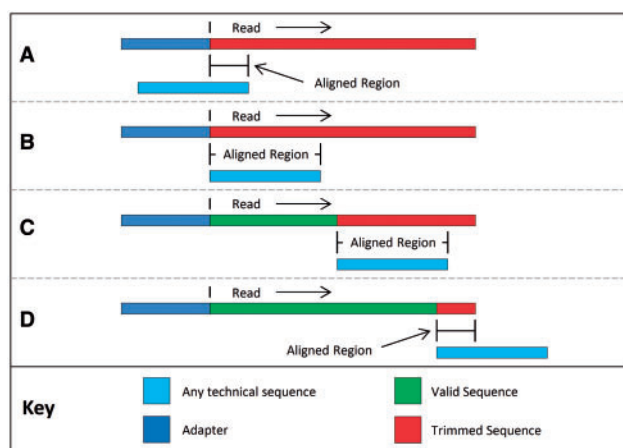 Read
A
Aligned Region
Read
B
Aligned Region
Read
C
Aligned Region
Read
D
Aligned Region
Key
Any technical sequence
Valid Sequence
Adapter
Trimmed Sequence